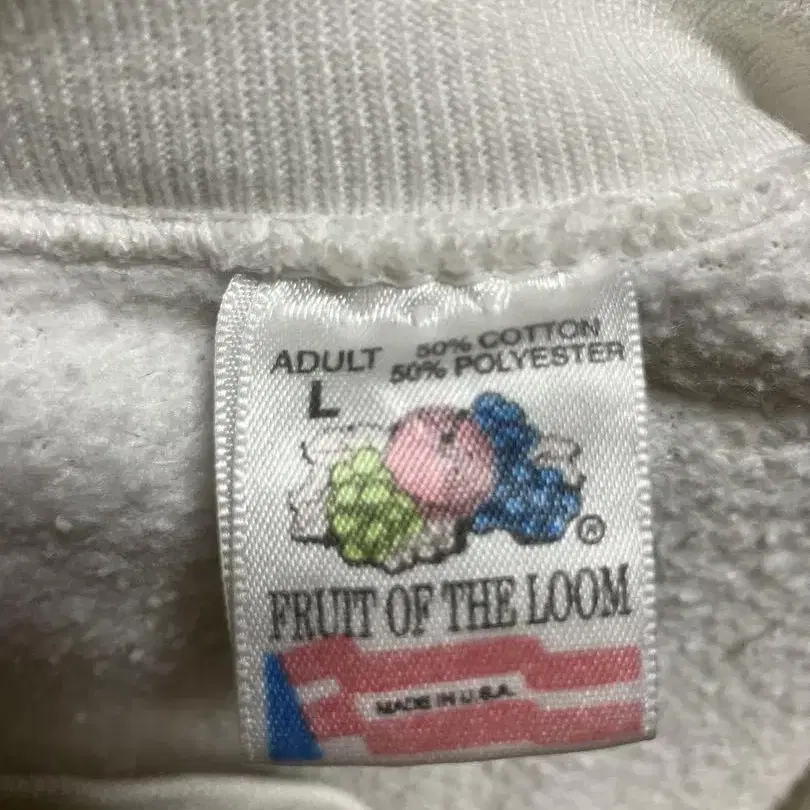 ADULT
50% COTTON
50% POLYESTER
L
®
FRUIT OF THE LOOM
MADE IN U.S.A.